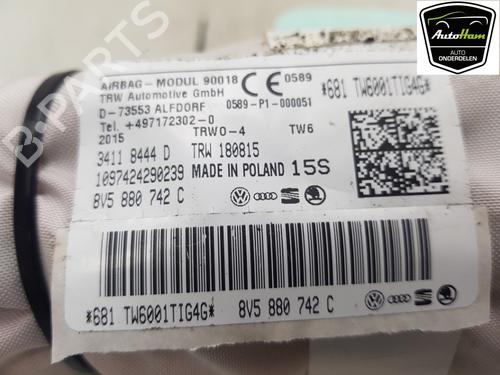 AutoHam
AUTO
ONDERDELEN
AIRBAG-MODUL 90018 CE 0589
*681 TW6001TIG4G*
TRW Automotive GmbH
D-73553 ALFDORF
0589-P1-000051
Tel. +497172302-0
2015
TRWO-4 TW6
3411 8444 D TRW 180815
1097424290239 MADE IN POLAND 15S
8V5 880 742 C
*681 TW6001TIG4G* 8V5 880 742 C
B-PARTS